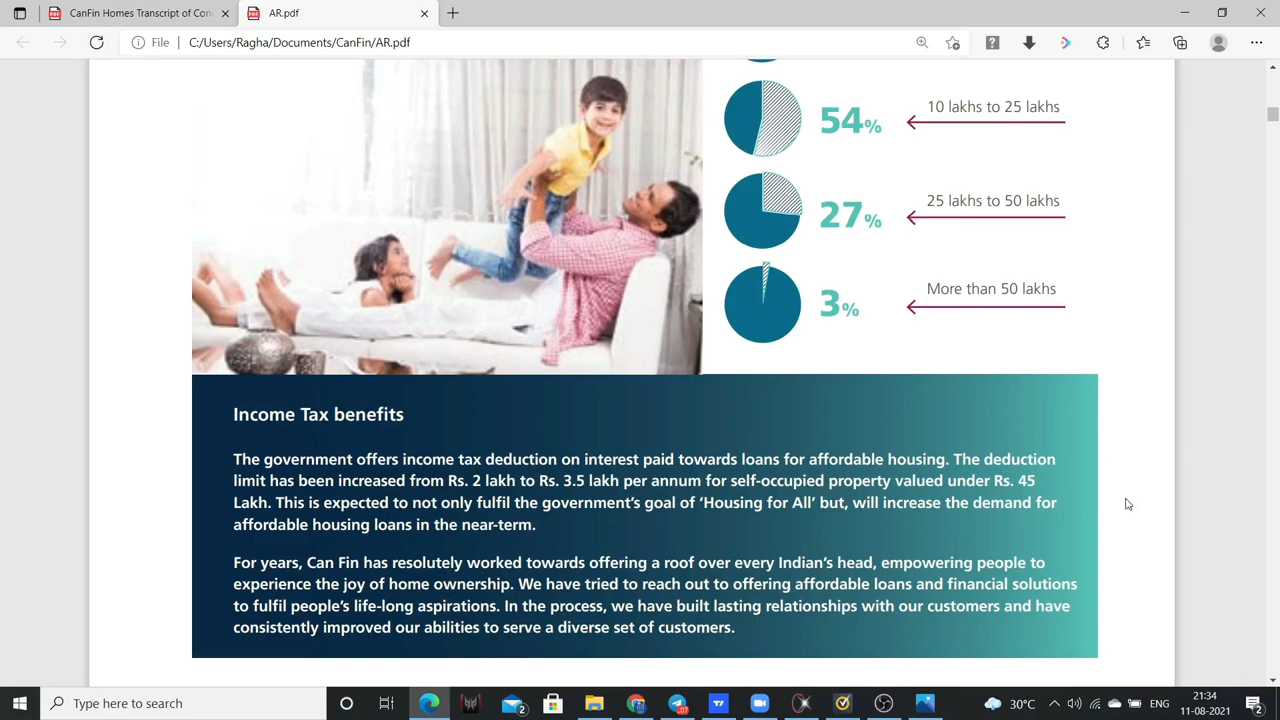 CanFin Homes Transcript of Con
AR.pdf
File
C:/Users/Ragha/Documents/CanFin/AR.pdf
54%
10 lakhs to 25 lakhs
27%
25 lakhs to 50 lakhs
3%
More than 50 lakhs
Income Tax benefits
The government offers income tax deduction on interest paid towards loans for affordable housing. The deduction
limit has been increased from Rs. 2 lakh to Rs. 3.5 lakh per annum for self-occupied property valued under Rs. 45
Lakh. This is expected to not only fulfil the government's goal of 'Housing for All' but, will increase the demand for
affordable housing loans in the near-term.
For years, Can Fin has resolutely worked towards offering a roof over every Indian's head, empowering people to
experience the joy of home ownership. We have tried to reach out to offering affordable loans and financial solutions
to fulfil people's life-long aspirations. In the process, we have built lasting relationships with our customers and have
consistently improved our abilities to serve a diverse set of customers.
Type here to search
30°C
ENG
21:34
11-08-2021